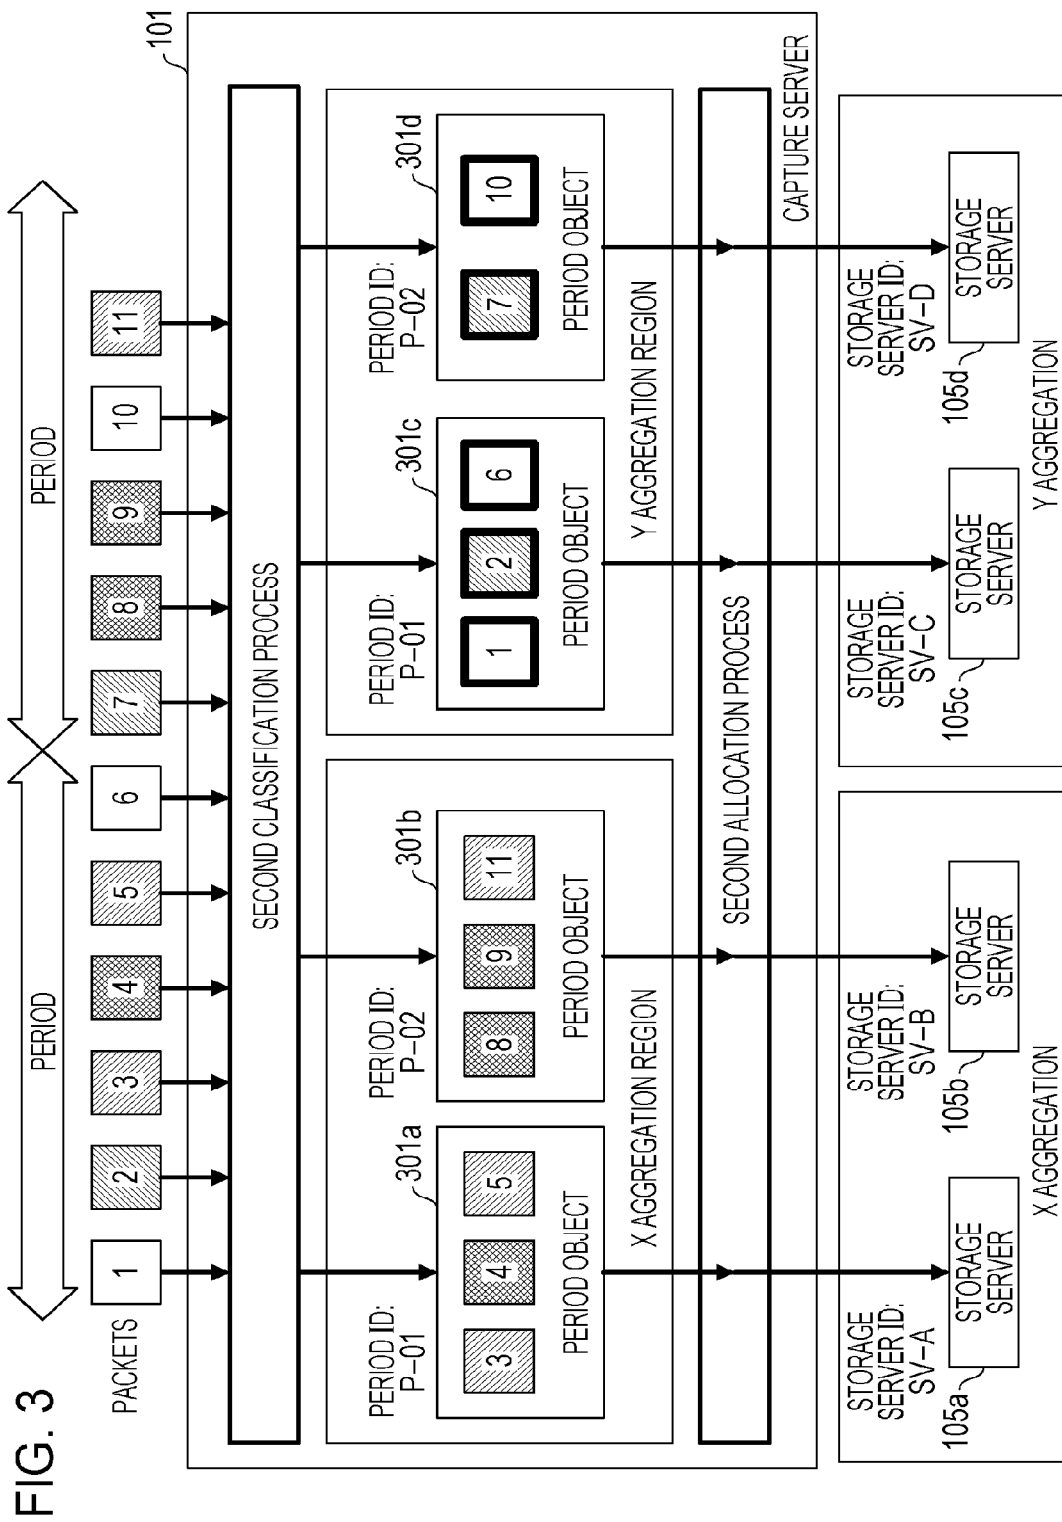 FIG. 3
PERIOD
PERIOD
PACKETS
1
2
3
4
5
6
7
8
9
10
11
101
SECOND CLASSIFICATION PROCESS
PERIOD ID:
P-01
301a
3
4
5
PERIOD OBJECT
PERIOD ID:
P-02
301b
8
9
11
PERIOD OBJECT
X AGGREGATION REGION
PERIOD ID:
P-01
301c
1
2
6
PERIOD OBJECT
PERIOD ID:
P-02
301d
7
10
PERIOD OBJECT
Y AGGREGATION REGION
SECOND ALLOCATION PROCESS
CAPTURE SERVER
STORAGE
SERVER ID:
SV-A
105a
STORAGE
SERVER
STORAGE
SERVER ID:
SV-B
105b
STORAGE
SERVER
X AGGREGATION
STORAGE
SERVER ID:
SV-C
105c
STORAGE
SERVER
STORAGE
SERVER ID:
SV-D
105d
STORAGE
SERVER
Y AGGREGATION